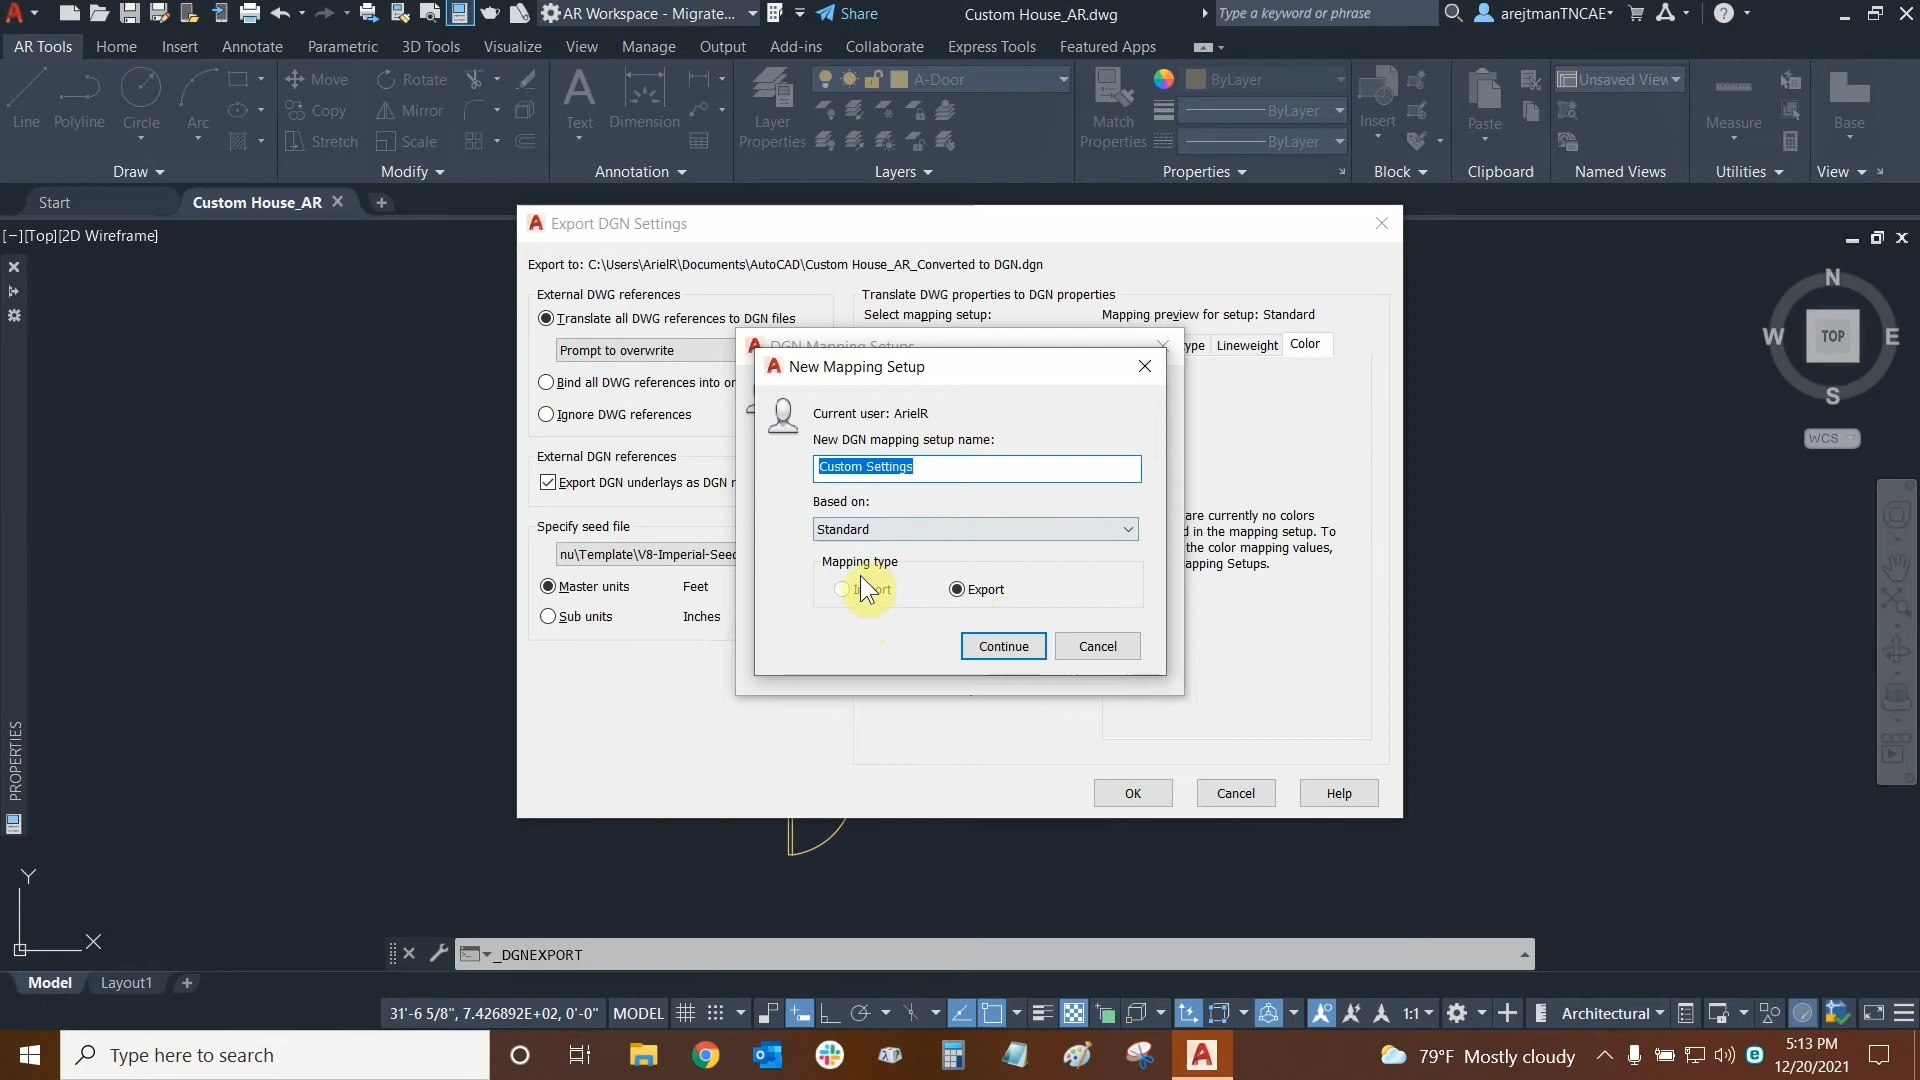 AR Workspace - Migrate...
Share
Custom House_AR.dwg
Type a keyword or phrase
arejtmanTNCAE
AR Tools Home Insert Annotate Parametric 3D Tools Visualize View Manage Output Add-ins Collaborate Express Tools Featured Apps
Line Polyline Circle Arc
Move Rotate
Copy Mirror
Stretch Scale
Text Dimension
Layer Properties
A-Door
Match Properties
ByLayer
ByLayer
ByLayer
Insert
Paste
Unsaved View
Measure
Base
Draw Modify Annotation Layers Properties Block Clipboard Named Views Utilities View
Start Custom House_AR
[−][Top][2D Wireframe]
N
W TOP E
S
WCS
PROPERTIES
Export DGN Settings
Export to: C:\Users\ArielR\Documents\AutoCAD\Custom House_AR_Converted to DGN.dgn
External DWG references
Translate all DWG references to DGN files
Prompt to overwrite
Bind all DWG references into or
Ignore DWG references
External DGN references
Export DGN underlays as DGN r
Specify seed file
nu\Template\V8-Imperial-Seed
Master units Feet
Sub units Inches
Translate DWG properties to DGN properties
Select mapping setup:
Mapping preview for setup: Standard
ype Lineweight Color
are currently no colors
d in the mapping setup. To
the color mapping values,
apping Setups.
DGN Mapping Setups
New Mapping Setup
Current user: ArielR
New DGN mapping setup name:
Custom Settings
Based on:
Standard
Mapping type
Export
Continue Cancel
OK Cancel Help
Y
X
_DGNEXPORT
Model Layout1
31'-6 5/8", 7.426892E+02, 0'-0" MODEL
1:1
Architectural
Type here to search
79°F Mostly cloudy
5:13 PM
12/20/2021